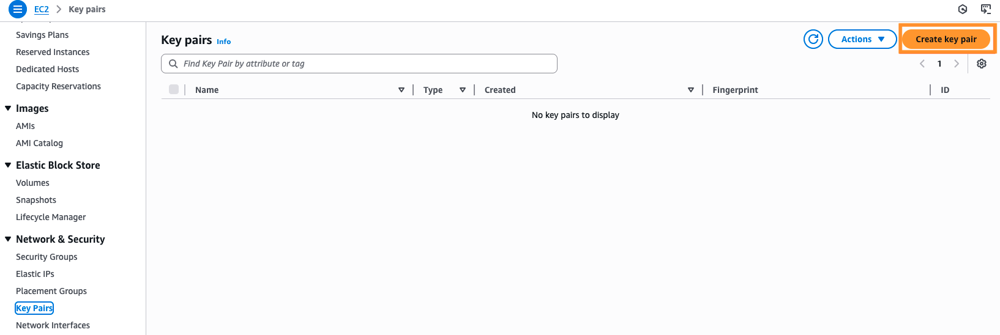 EC2 > Key pairs
Savings Plans
Reserved Instances
Dedicated Hosts
Capacity Reservations
Images
AMIs
AMI Catalog
Elastic Block Store
Volumes
Snapshots
Lifecycle Manager
Network & Security
Security Groups
Elastic IPs
Placement Groups
Key Pairs
Network Interfaces
Key pairs Info
Actions
Create key pair
Find Key Pair by attribute or tag
1
Name Type Created Fingerprint ID
No key pairs to display